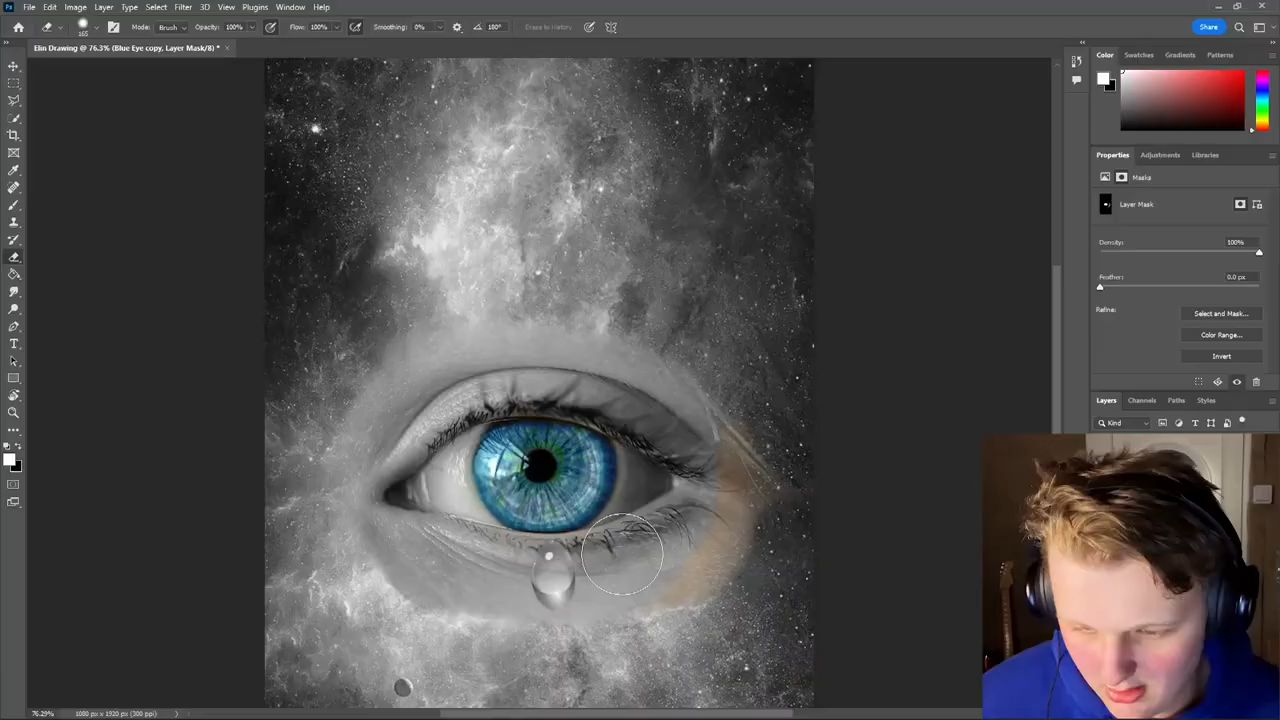 Ps File Edit Image Layer Type Select Filter 3D View Plugins Window Help
165 Mode: Brush Opacity: 100% Flow: 100% Smoothing: 0% 180° Erase to History Share
Elin Drawing @ 76.3% (Blue Eye copy, Layer Mask/8) * ×
Color Swatches Gradients Patterns
Properties Adjustments Libraries
Masks
Layer Mask
Density: 100%
Feather: 0.0 px
Refine: Select and Mask...
Color Range...
Invert
Layers Channels Paths Styles
Kind
76.29% 1080 px x 1920 px (300 ppi)